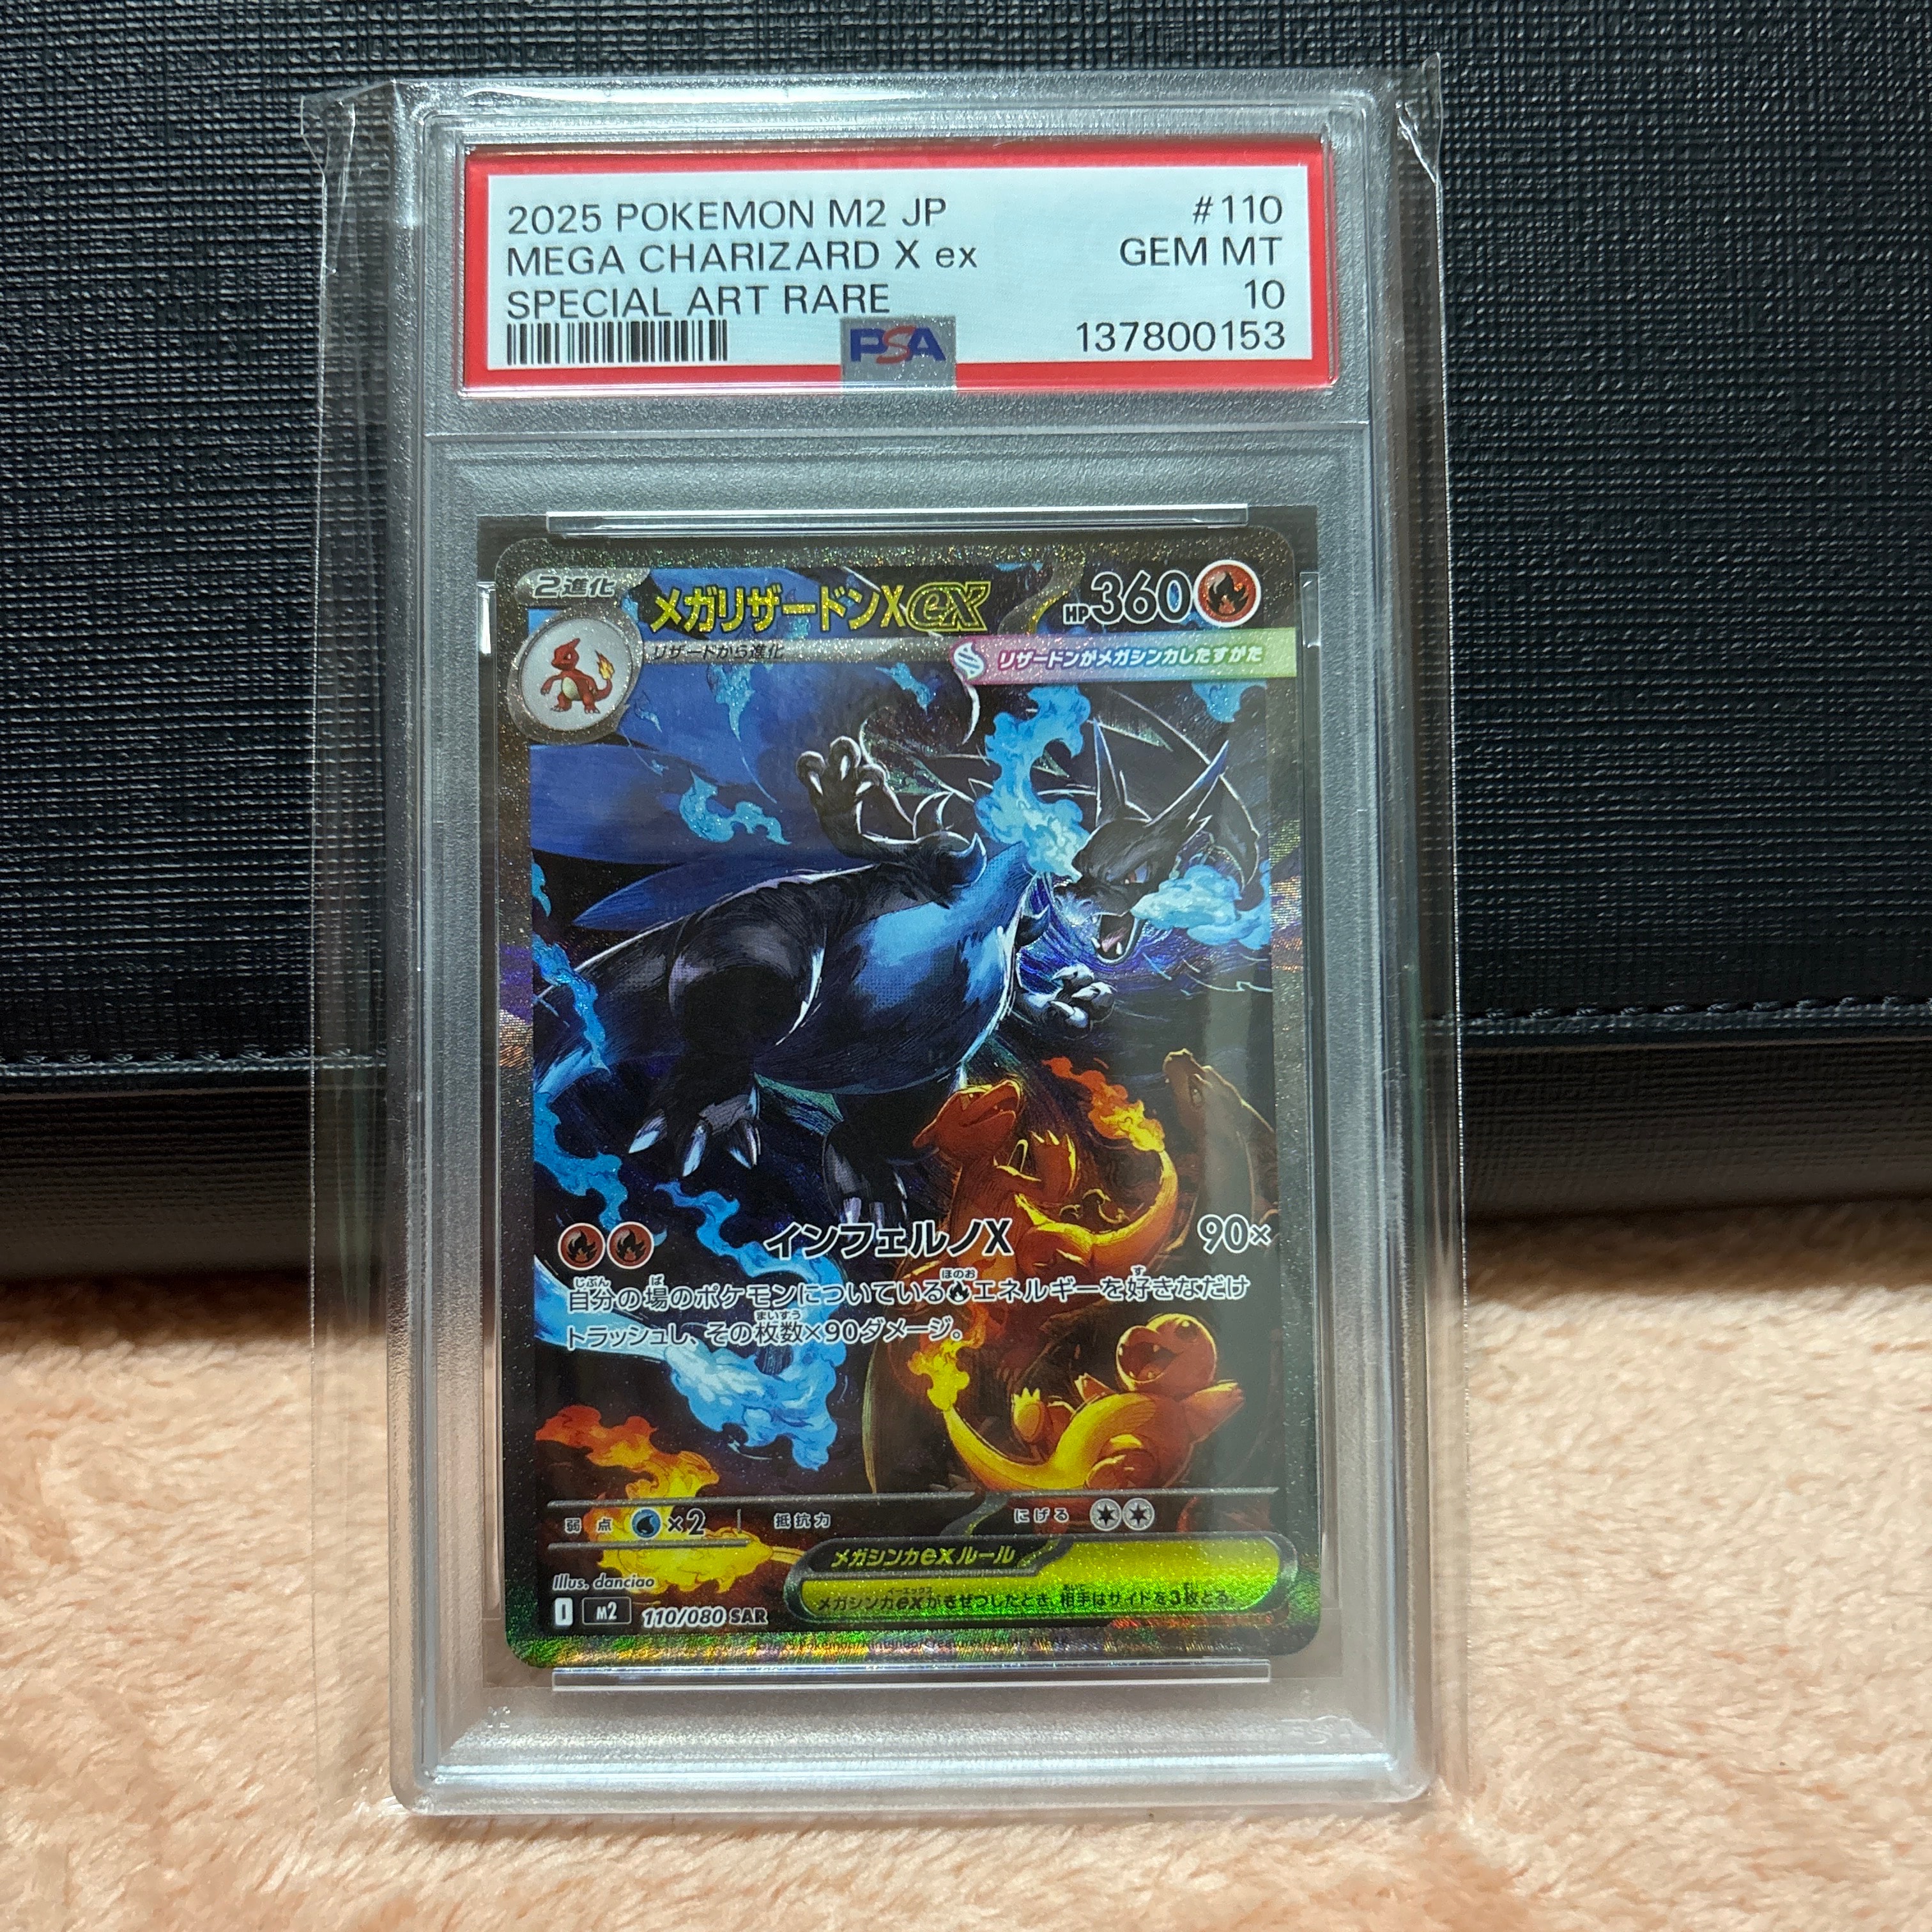 2025 POKEMON M2 JP #110
MEGA CHARIZARD X ex GEM MT
SPECIAL ART RARE 10
PSA 137800153
2進化 メガリザードンXex HP360
リザードから進化
リザードンがメガシンカしたすがた
インフェルノX 90×
自分の場のポケモンについているエネルギーを好きなだけ
トラッシュし、その枚数×90ダメージ。
弱点 ×2 抵抗力 にげる
メガシンカexルール
メガシンカexがきぜつしたとき、相手はサイドを3枚とる。
Illus. danciao
I M2 110/080 SAR